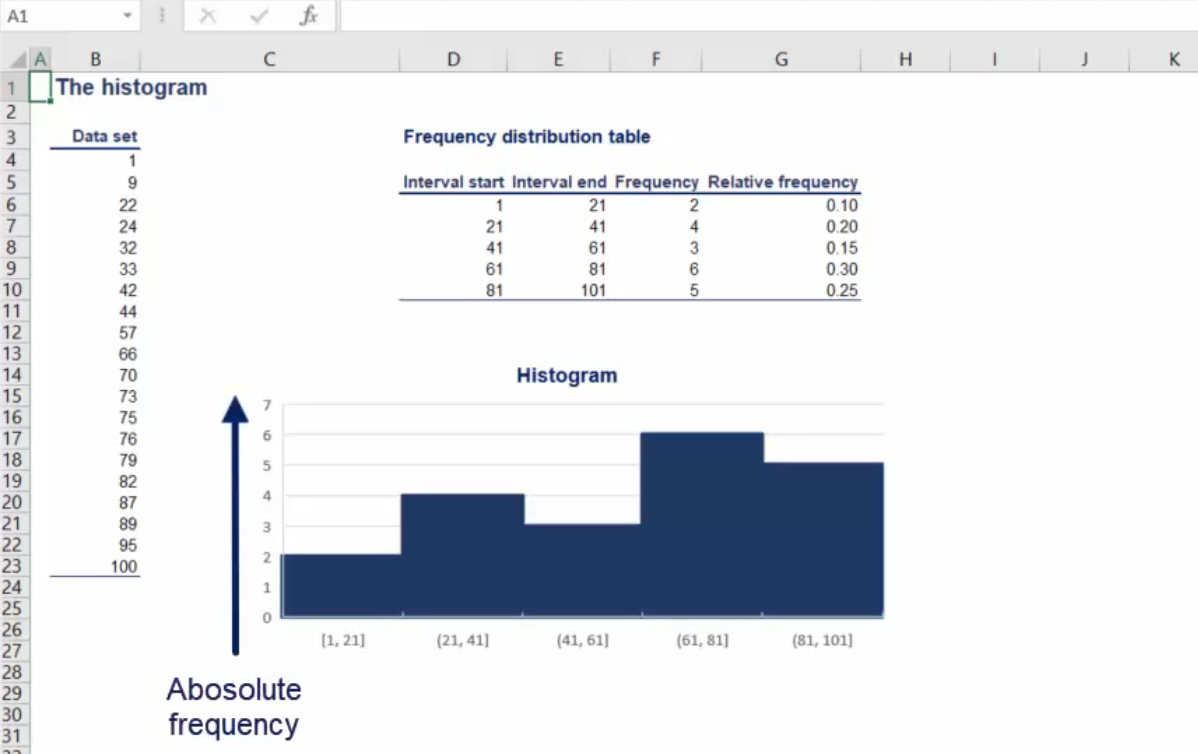 A1 fx
A B C D E F G H I J K
1 The histogram
2
3 Data set Frequency distribution table
4 1
5 9 Interval start Interval end Frequency Relative frequency
6 22 1 21 2 0.10
7 24 21 41 4 0.20
8 32 41 61 3 0.15
9 33 61 81 6 0.30
10 42 81 101 5 0.25
11 44
12 57
13 66
14 70 Histogram
15 73 7
16 75
17 76 6
18 79 5
19 82 4
20 87
21 89 3
22 95 2
23 100
24 1
25 0
26 [1, 21] (21, 41] (41, 61] (61, 81] (81, 101]
27
28
29 Abosolute
30 frequency
31